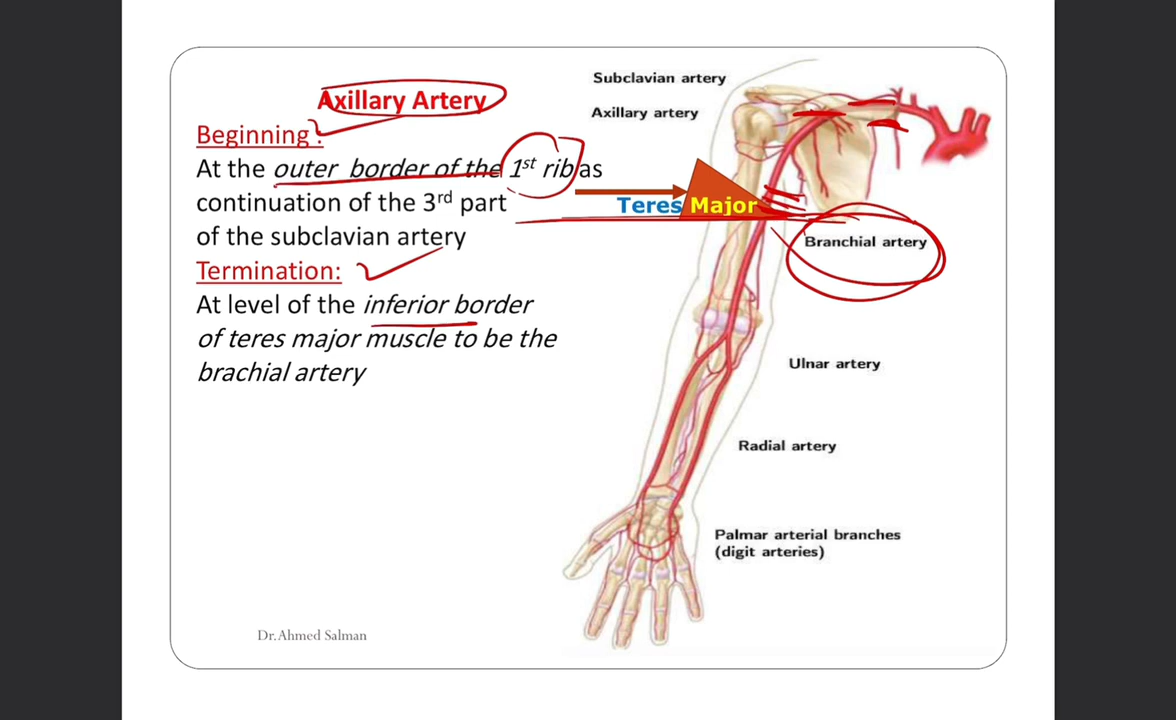 Axillary Artery
Beginning :
At the outer border of the 1st rib as
continuation of the 3rd part
of the subclavian artery
Termination:
At level of the inferior border
of teres major muscle to be the
brachial artery
Subclavian artery
Axillary artery
Teres Major
Branchial artery
Ulnar artery
Radial artery
Palmar arterial branches
(digit arteries)
Dr.Ahmed Salman